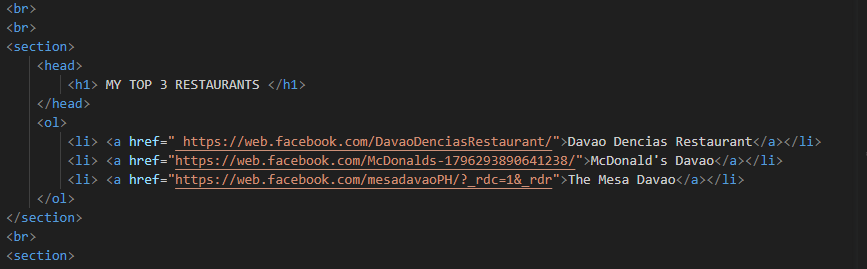 <br>
<br>
<section>
    <head>
        <h1> MY TOP 3 RESTAURANTS </h1>
    </head>
    <ol>
        <li> <a href=" https://web.facebook.com/DavaoDenciasRestaurant/">Davao Dencias Restaurant</a></li>
        <li> <a href="https://web.facebook.com/McDonalds-1796293890641238/">McDonald's Davao</a></li>
        <li> <a href="https://web.facebook.com/mesadavaoPH/?_rdc=1&_rdr">The Mesa Davao</a></li>
    </ol>
</section>
<br>
<section>